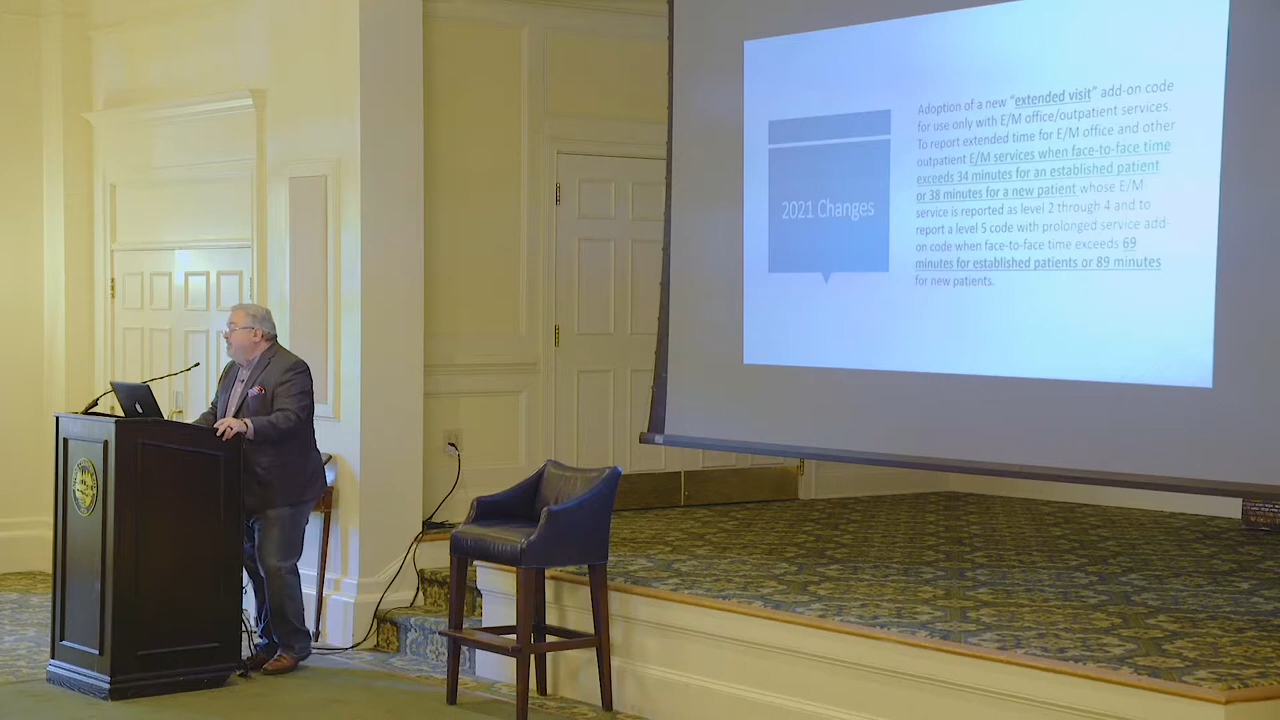 2021 Changes
Adoption of a new “extended visit” add-on code
for use only with E/M office/outpatient services.
To report extended time for E/M office and other
outpatient E/M services when face-to-face time
exceeds 34 minutes for an established patient
or 38 minutes for a new patient whose E/M
service is reported as level 2 through 4 and to
report a level 5 code with prolonged service add-
on code when face-to-face time exceeds 69
minutes for established patients or 89 minutes
for new patients.